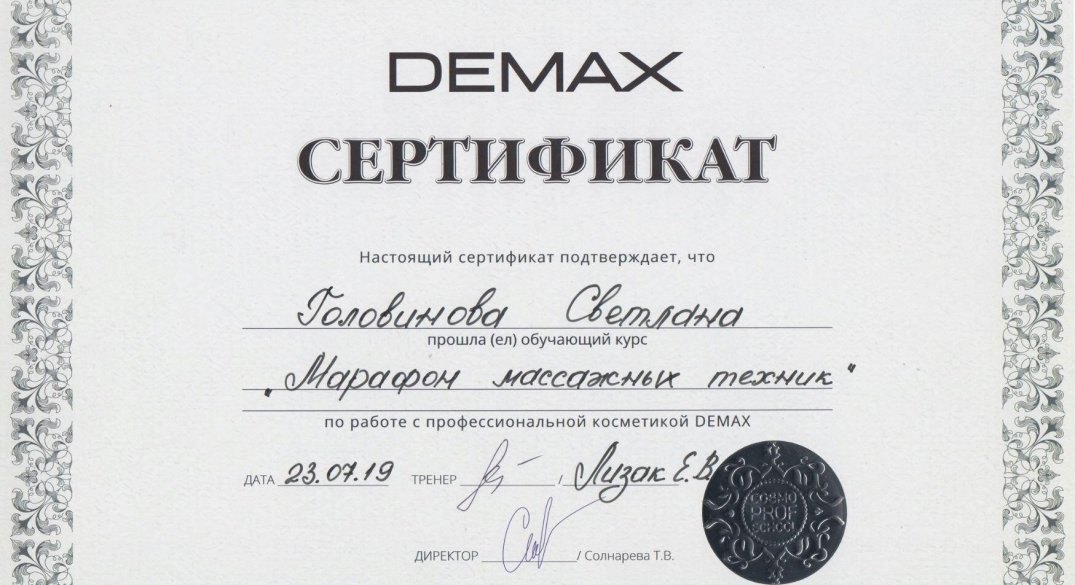 DEMAX
СЕРТИФИКАТ
Настоящий сертификат подтверждает, что
Головинова Светлана
прошла (ел) обучающий курс
„Марафон массажных техник"
по работе с профессиональной косметикой DEMAX
ДАТА 23.07.19 ТРЕНЕР / Лизак Е.В.
COSMO
PROF
SCHOOL
ДИРЕКТОР / Солнарева Т.В.